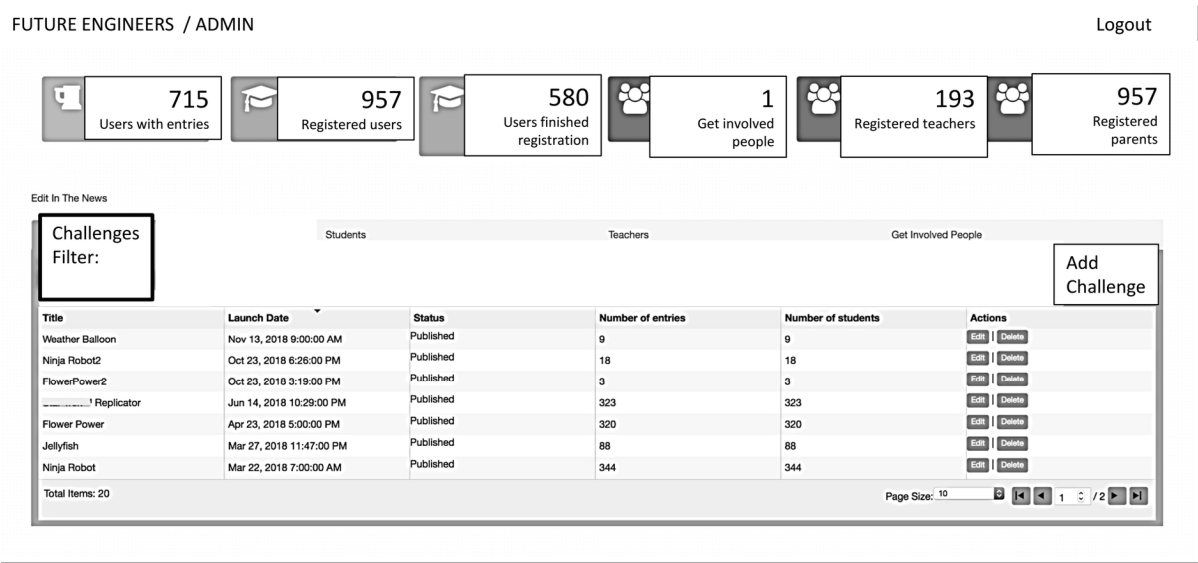 FUTURE ENGINEERS / ADMIN
Logout
715
Users with entries
957
Registered users
580
Users finished
registration
1
Get involved
people
193
Registered teachers
957
Registered
parents
Edit In The News
Challenges
Filter:
Students Teachers Get Involved People
Add
Challenge
Title Launch Date Status Number of entries Number of students Actions
Weather Balloon Nov 13, 2018 9:00:00 AM Published 9 9 Edit | Delete
Ninja Robot2 Oct 23, 2018 6:26:00 PM Published 18 18 Edit | Delete
FlowerPower2 Oct 23, 2018 3:19:00 PM Published 3 3 Edit | Delete
Replicator Jun 14, 2018 10:29:00 PM Published 323 323 Edit | Delete
Flower Power Apr 23, 2018 5:00:00 PM Published 320 320 Edit | Delete
Jellyfish Mar 27, 2018 11:47:00 PM Published 88 88 Edit | Delete
Ninja Robot Mar 22, 2018 7:00:00 AM Published 344 344 Edit | Delete
Total Items: 20 Page Size: 10 1 / 2